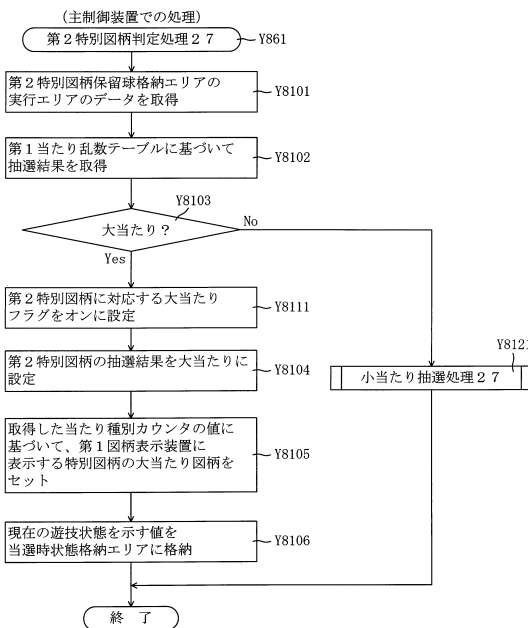 (主制御装置での処理)
第2特別図柄判定処理27
Y861
第2特別図柄保留球格納エリアの
実行エリアのデータを取得
Y8101
第1当たり乱数テーブルに基づいて
抽選結果を取得
Y8102
Y8103
大当たり?
No
Yes
第2特別図柄に対応する大当たり
フラグをオンに設定
Y8111
第2特別図柄の抽選結果を大当たりに
設定
Y8104
Y8121
小当たり抽選処理27
取得した当たり種別カウンタの値に
基づいて、第1図柄表示装置に
表示する特別図柄の大当たり図柄を
セット
Y8105
現在の遊技状態を示す値を
当選時状態格納エリアに格納
Y8106
終 了